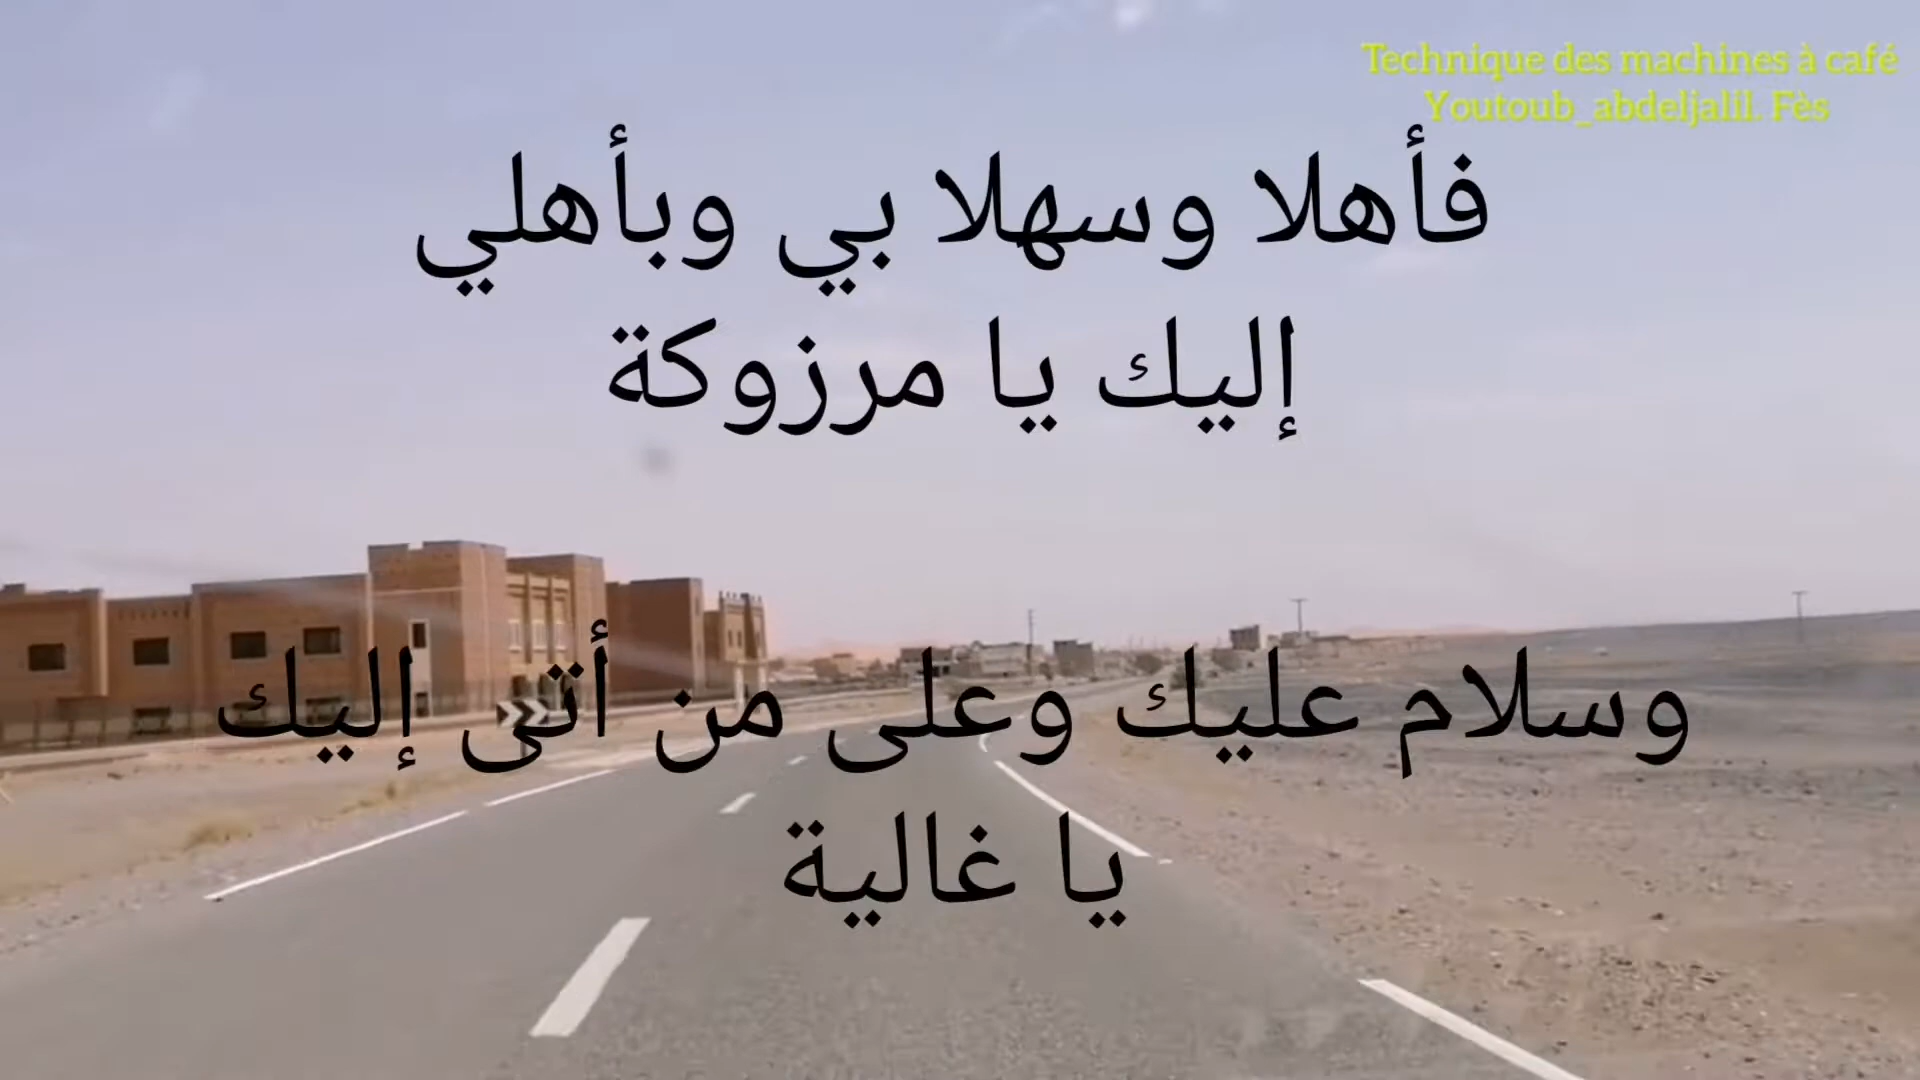 Technique des machines à café
Youtoub_abdeljalil. Fès
فأهلا وسهلا بي وبأهلي
إليك يا مرزوكة
وسلام عليك وعلى من أتى إليك
يا غالية